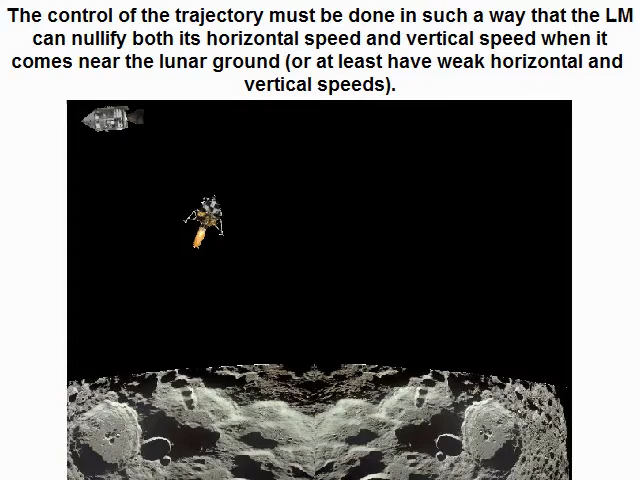 The control of the trajectory must be done in such a way that the LM
can nullify both its horizontal speed and vertical speed when it
comes near the lunar ground (or at least have weak horizontal and
vertical speeds).